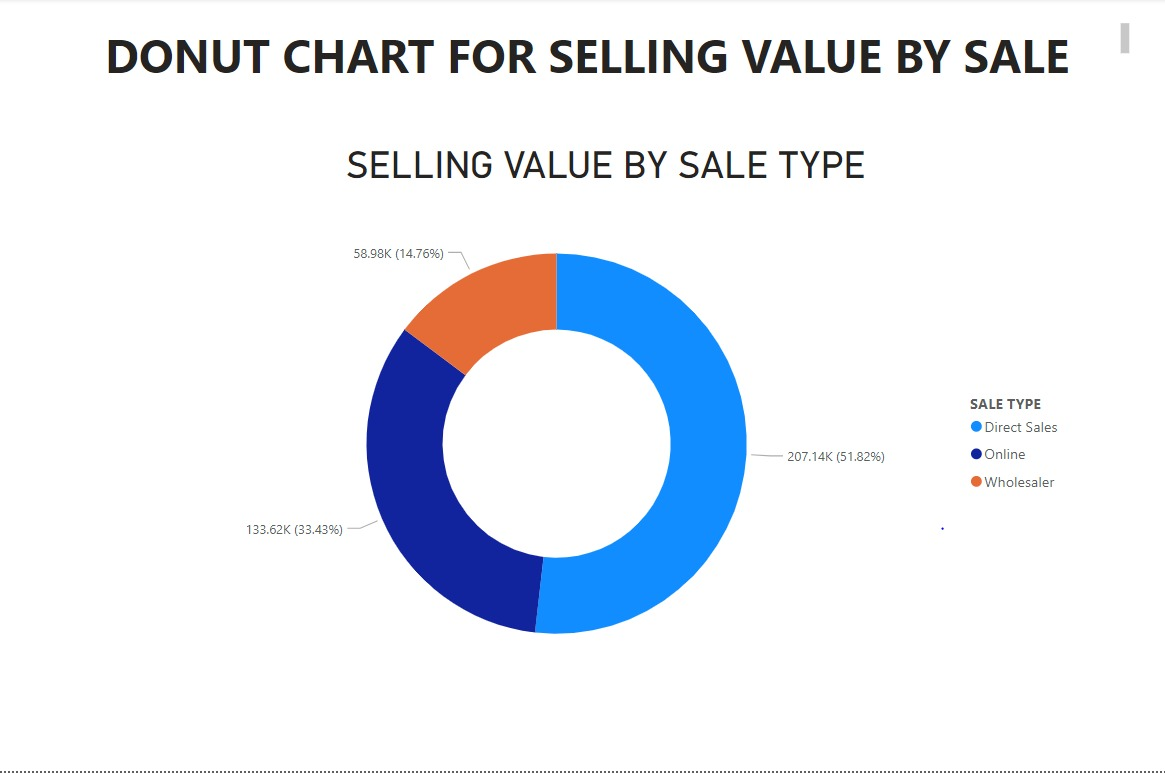 DONUT CHART FOR SELLING VALUE BY SALE
SELLING VALUE BY SALE TYPE
58.98K (14.76%)
207.14K (51.82%)
133.62K (33.43%)
SALE TYPE
Direct Sales
Online
Wholesaler